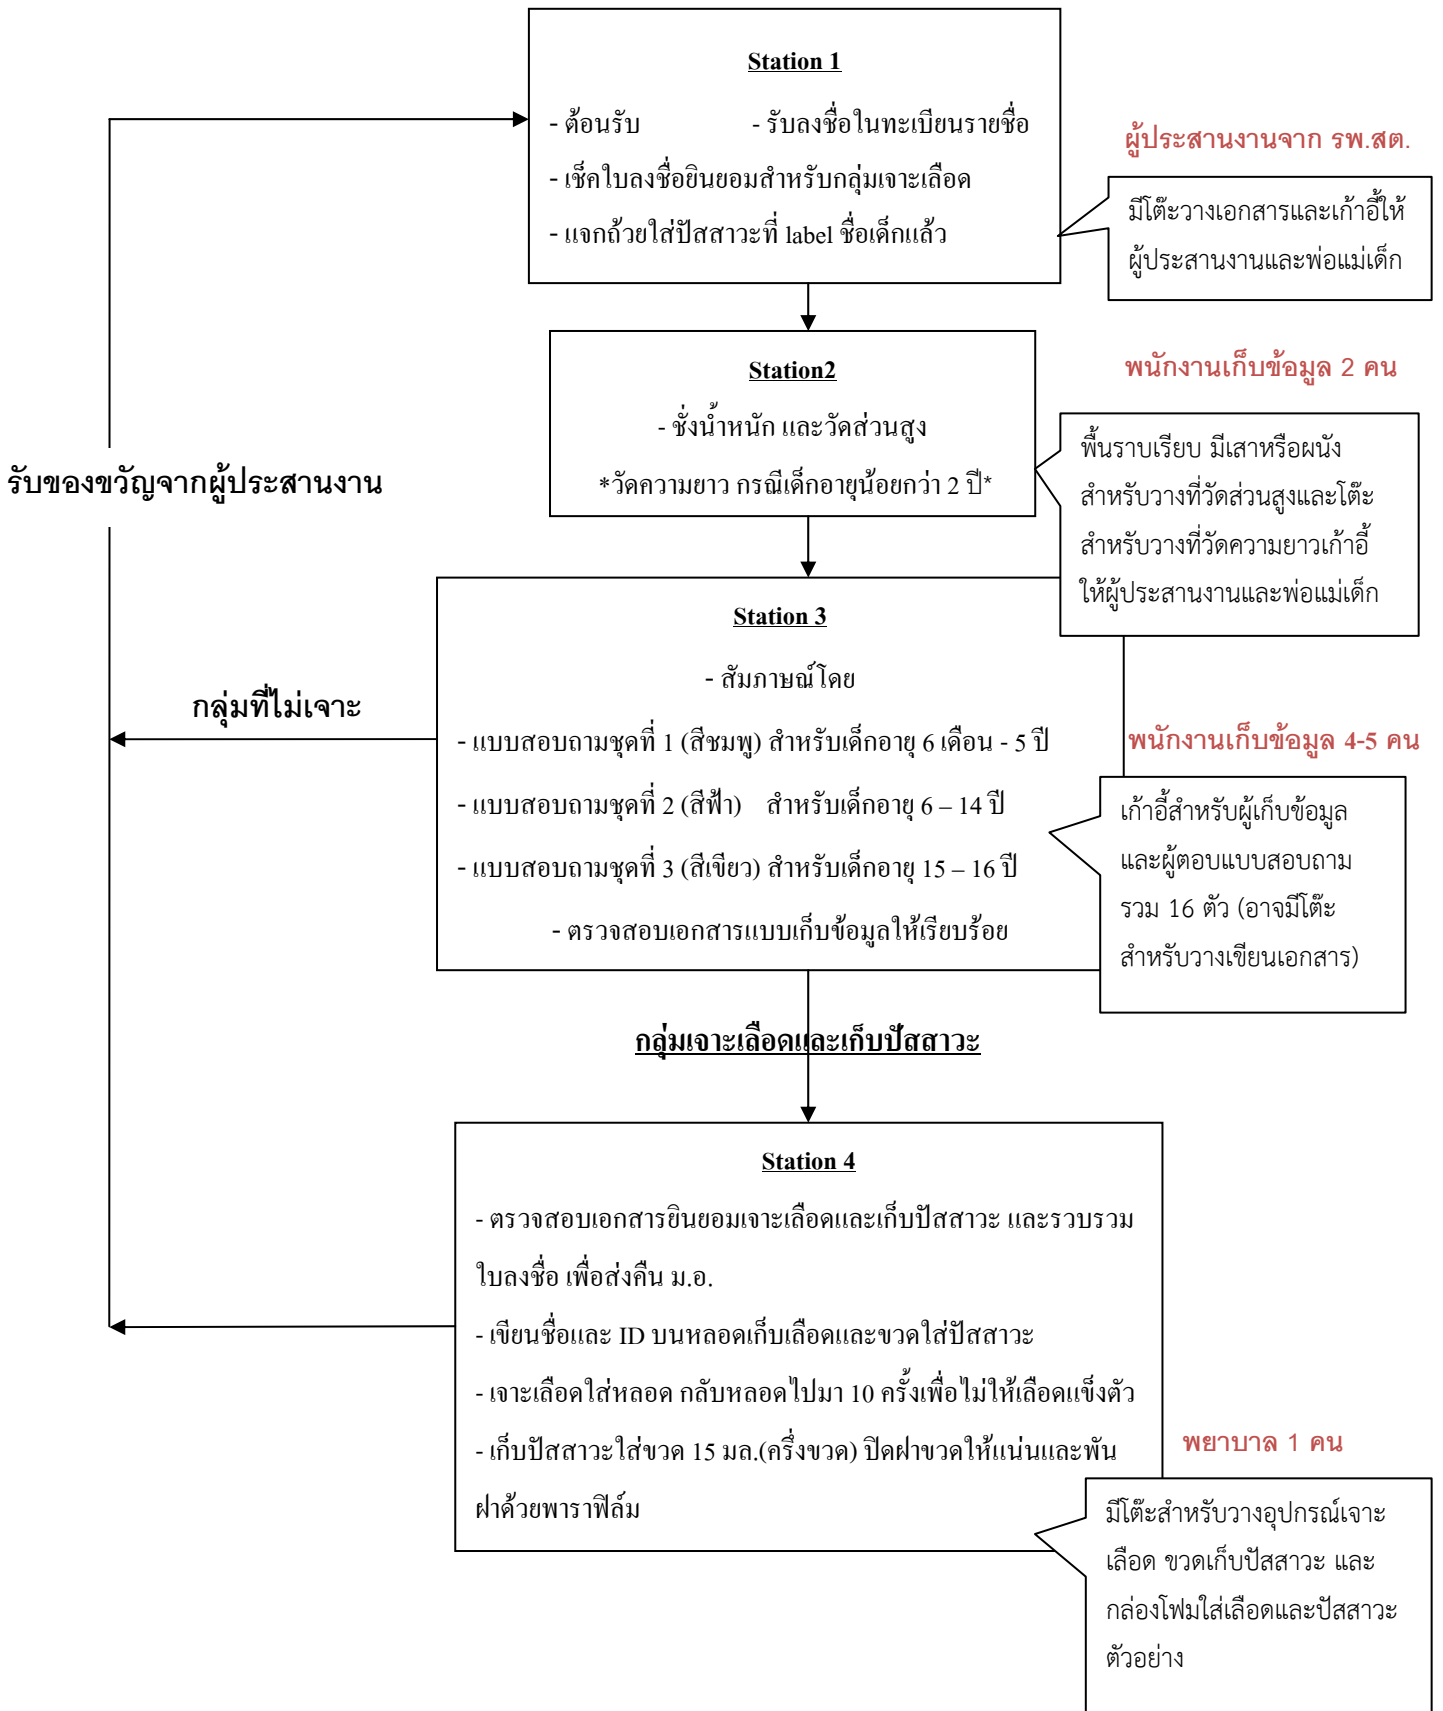 Station 1
- ต้อนรับ - รับลงชื่อในทะเบียนรายชื่อ
- เช็คใบลงชื่อยินยอมสำหรับกลุ่มเจาะเลือด
- แจกถ้วยใส่ปัสสาวะที่ label ชื่อเด็กแล้ว
ผู้ประสานงานจาก รพ.สต.
มีโต๊ะวางเอกสารและเก้าอี้ให้
ผู้ประสานงานและพ่อแม่เด็ก
Station2
- ชั่งน้ำหนัก และวัดส่วนสูง
*วัดความยาว กรณีเด็กอายุน้อยกว่า 2 ปี*
พนักงานเก็บข้อมูล 2 คน
พื้นราบเรียบ มีเสาหรือผนัง
สำหรับวางที่วัดส่วนสูงและโต๊ะ
สำหรับวางที่วัดความยาวเก้าอี้
ให้ผู้ประสานงานและพ่อแม่เด็ก
รับของขวัญจากผู้ประสานงาน
Station 3
- สัมภาษณ์โดย
- แบบสอบถามชุดที่ 1 (สีชมพู) สำหรับเด็กอายุ 6 เดือน - 5 ปี
- แบบสอบถามชุดที่ 2 (สีฟ้า) สำหรับเด็กอายุ 6 – 14 ปี
- แบบสอบถามชุดที่ 3 (สีเขียว) สำหรับเด็กอายุ 15 – 16 ปี
- ตรวจสอบเอกสารแบบเก็บข้อมูลให้เรียบร้อย
กลุ่มที่ไม่เจาะ
พนักงานเก็บข้อมูล 4-5 คน
เก้าอี้สำหรับผู้เก็บข้อมูล
และผู้ตอบแบบสอบถาม
รวม 16 ตัว (อาจมีโต๊ะ
สำหรับวางเขียนเอกสาร)
กลุ่มเจาะเลือดและเก็บปัสสาวะ
Station 4
- ตรวจสอบเอกสารยินยอมเจาะเลือดและเก็บปัสสาวะ และรวบรวม
ใบลงชื่อ เพื่อส่งคืน ม.อ.
- เขียนชื่อและ ID บนหลอดเก็บเลือดและขวดใส่ปัสสาวะ
- เจาะเลือดใส่หลอด กลับหลอดไปมา 10 ครั้งเพื่อไม่ให้เลือดแข็งตัว
- เก็บปัสสาวะใส่ขวด 15 มล.(ครึ่งขวด) ปิดฝาขวดให้แน่นและพัน
ฝาด้วยพาราฟิล์ม
พยาบาล 1 คน
มีโต๊ะสำหรับวางอุปกรณ์เจาะ
เลือด ขวดเก็บปัสสาวะ และ
กล่องโฟมใส่เลือดและปัสสาวะ
ตัวอย่าง